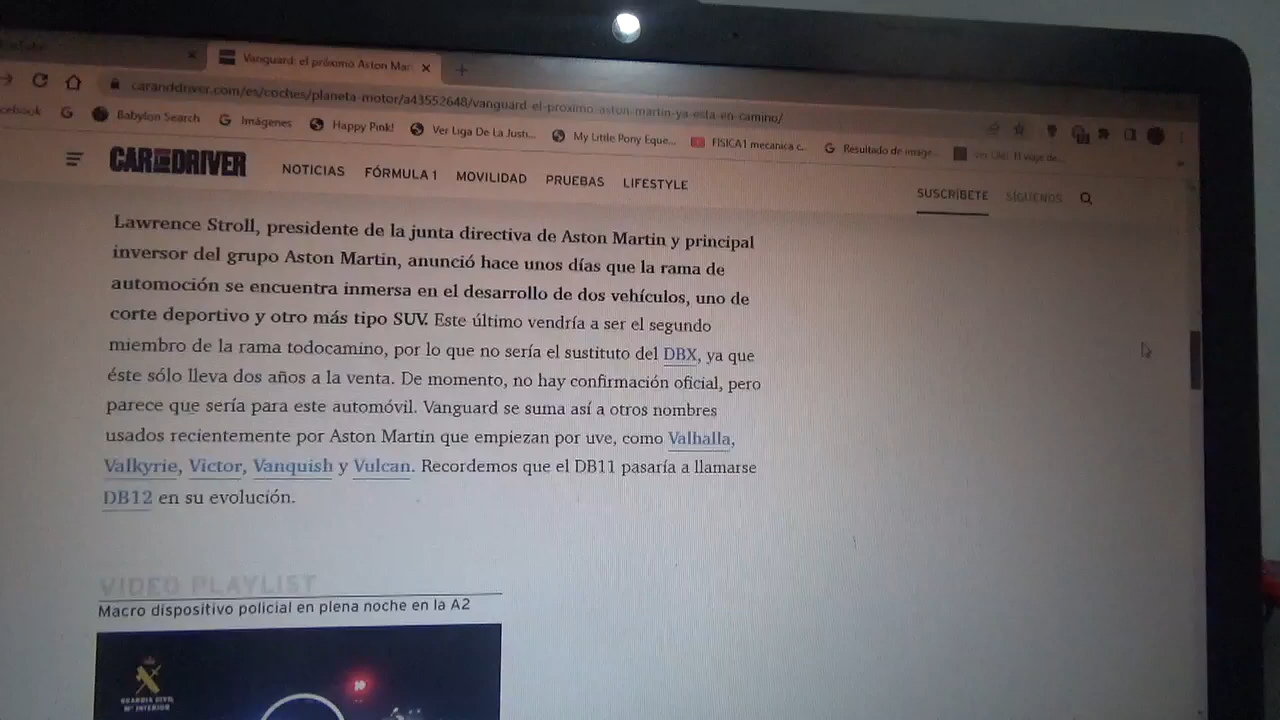 Vanguard: el próximo Aston Mar
caranddriver.com/es/coches/planeta-motor/a43552648/vanguard-el-proximo-aston-martin-ya-esta-en-camino/
cebook
Babylon Search
Imágenes
Happy Pink!
Ver Liga De La Justi...
My Little Pony Eque...
FISICA1 mecanica c...
Resultado de image...
CAR AND DRIVER
NOTICIAS
FÓRMULA 1
MOVILIDAD
PRUEBAS
LIFESTYLE
SUSCRÍBETE
SÍGUENOS
Lawrence Stroll, presidente de la junta directiva de Aston Martin y principal
inversor del grupo Aston Martin, anunció hace unos días que la rama de
automoción se encuentra inmersa en el desarrollo de dos vehículos, uno de
corte deportivo y otro más tipo SUV. Este último vendría a ser el segundo
miembro de la rama todocamino, por lo que no sería el sustituto del DBX, ya que
éste sólo lleva dos años a la venta. De momento, no hay confirmación oficial, pero
parece que sería para este automóvil. Vanguard se suma así a otros nombres
usados recientemente por Aston Martin que empiezan por uve, como Valhalla,
Valkyrie, Victor, Vanquish y Vulcan. Recordemos que el DB11 pasaría a llamarse
DB12 en su evolución.
VIDEO PLAYLIST
Macro dispositivo policial en plena noche en la A2
GUARDIA CIVIL
Mº INTERIOR